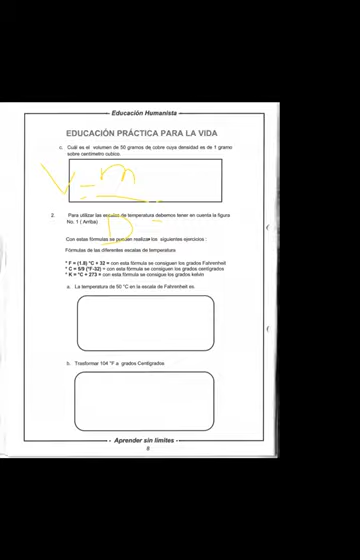 Educación Humanista
EDUCACIÓN PRÁCTICA PARA LA VIDA
c. Cuál es el volumen de 50 gramos de cobre cuya densidad es de 1 gramo
sobre centímetro cubico.
V = m
D
2. Para utilizar las escalas de temperatura debemos tener en cuenta la figura
No. 1 ( Arriba)
Con estas fórmulas se pueden realizar los siguientes ejercicios :
Fórmulas de las diferentes escalas de temperatura
° F = (1.8) °C + 32 = con esta fórmula se consiguen los grados Fahrenheit
° C = 5/9 (°F-32) = con esta fórmula se consiguen los grados centígrados
° K = °C + 273 = con esta fórmula se consigue los grados kelvin
a. La temperatura de 50 °C en la escala de Fahrenheit es.
b. Trasformar 104 °F a grados Centígrados
Aprender sin límites